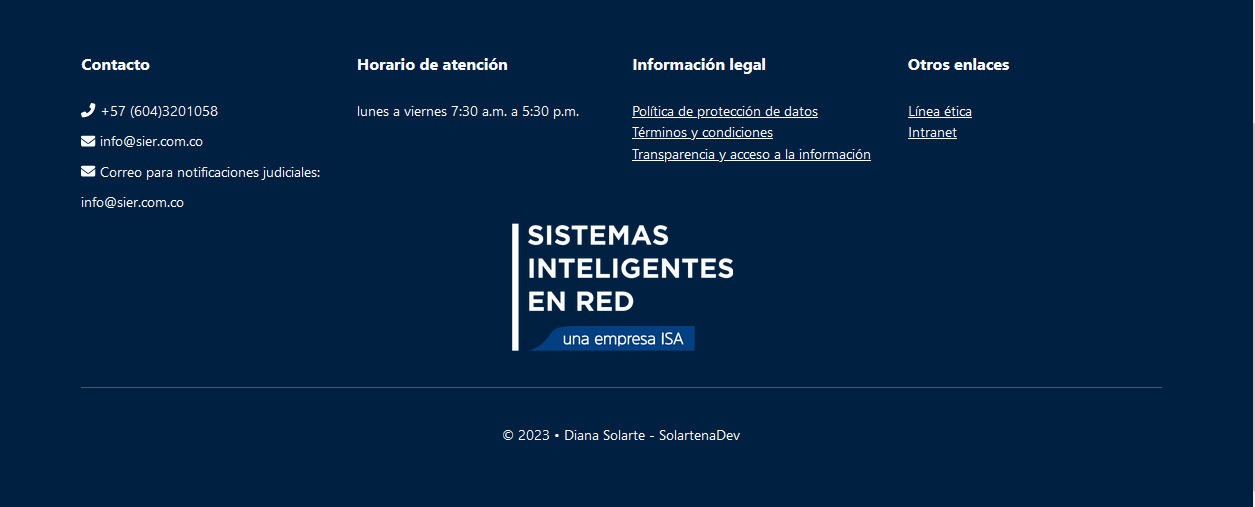 Contacto
+57 (604)3201058
info@sier.com.co
Correo para notificaciones judiciales:
info@sier.com.co
Horario de atención
lunes a viernes 7:30 a.m. a 5:30 p.m.
Información legal
Política de protección de datos
Términos y condiciones
Transparencia y acceso a la información
Otros enlaces
Línea ética
Intranet
SISTEMAS
INTELIGENTES
EN RED
una empresa ISA
© 2023 • Diana Solarte - SolartenaDev